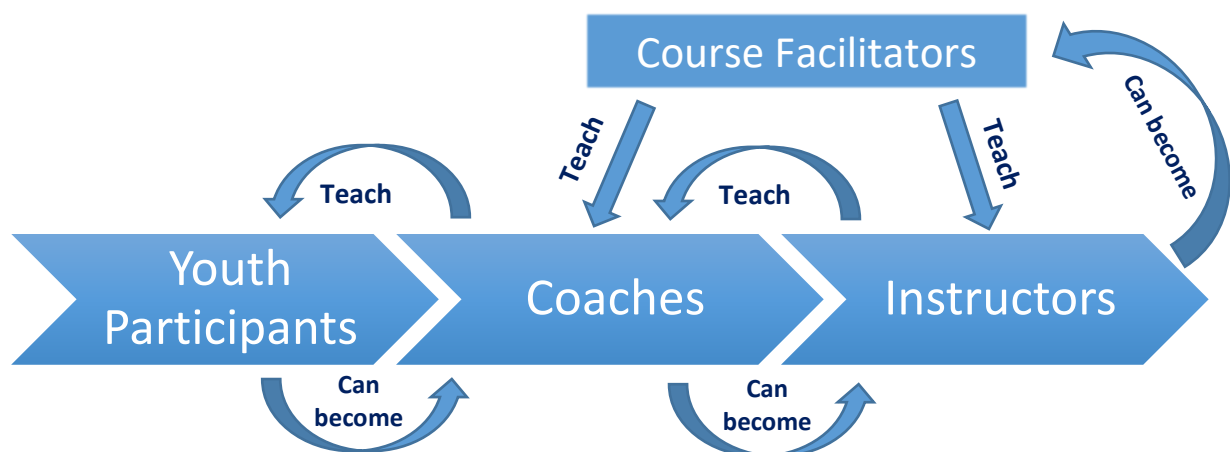 Course Facilitators
Can become
Teach
Teach
Teach
Teach
Youth
Participants
Coaches
Instructors
Can
become
Can
become